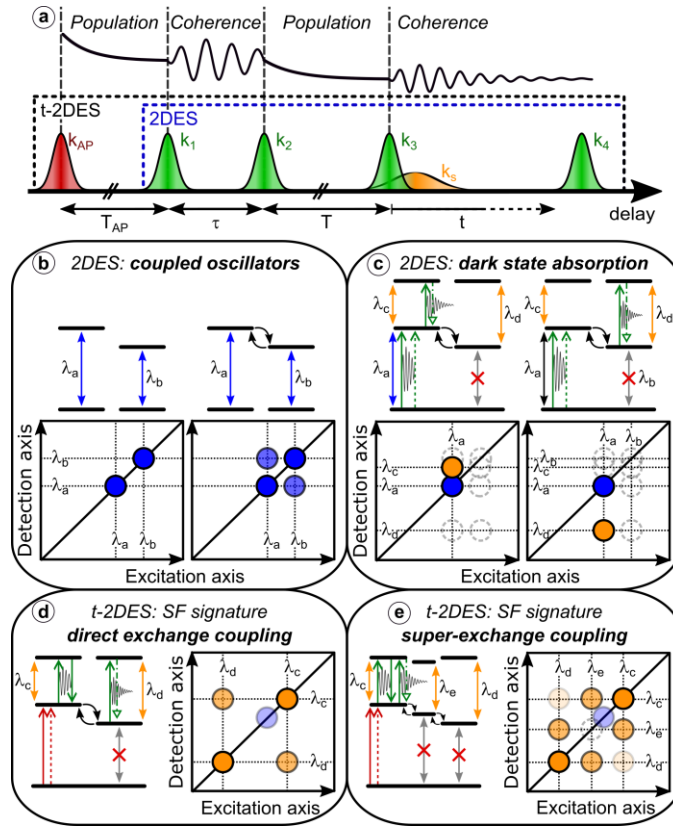 a Population Coherence Population Coherence
t-2DES
2DES
k_AP k_1 k_2 k_3 k_s k_4
T_AP τ T t delay
b 2DES: coupled oscillators
λ_a λ_b λ_a λ_b
Detection axis
λ_b
λ_a
λ_a λ_b λ_a λ_b
Excitation axis
c 2DES: dark state absorption
λ_c λ_d λ_d
λ_a λ_a λ_b
Detection axis
λ_a λ_a λ_b
λ_b
λ_c
λ_a
λ_d
λ_b
λ_c
λ_a
λ_d
Excitation axis
d t-2DES: SF signature
direct exchange coupling
λ_c λ_d
Detection axis
λ_d λ_c
λ_c
λ_d
Excitation axis
e t-2DES: SF signature
super-exchange coupling
λ_c λ_e λ_d
Detection axis
λ_d λ_e λ_c
λ_c
λ_e
λ_d
Excitation axis